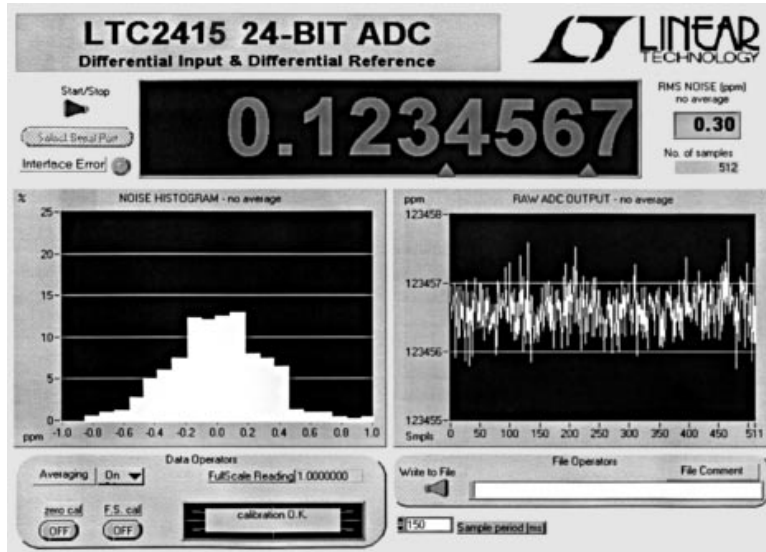 LTC2415 24-BIT ADC
Differential Input & Differential Reference
LINEAR
TECHNOLOGY
Start/Stop
Select Serial Port
Interface Error
0.1234567
RMS NOISE (ppm)
no average
0.30
No. of samples
512
%
NOISE HISTOGRAM - no average
25
20
15
10
5
0
ppm
-1.0 -0.8 -0.6 -0.4 -0.2 0.0 0.2 0.4 0.6 0.8 1.0
ppm
RAW ADC OUTPUT - no average
123458
123457
123456
123455
Smpls
0 50 100 150 200 250 300 350 400 450 511
Data Operators
Averaging On
FullScale Reading 1.0000000
zero cal F.S. cal
OFF OFF
calibration O.K.
File Operators
Write to File
File Comment
150 Sample period [ms]